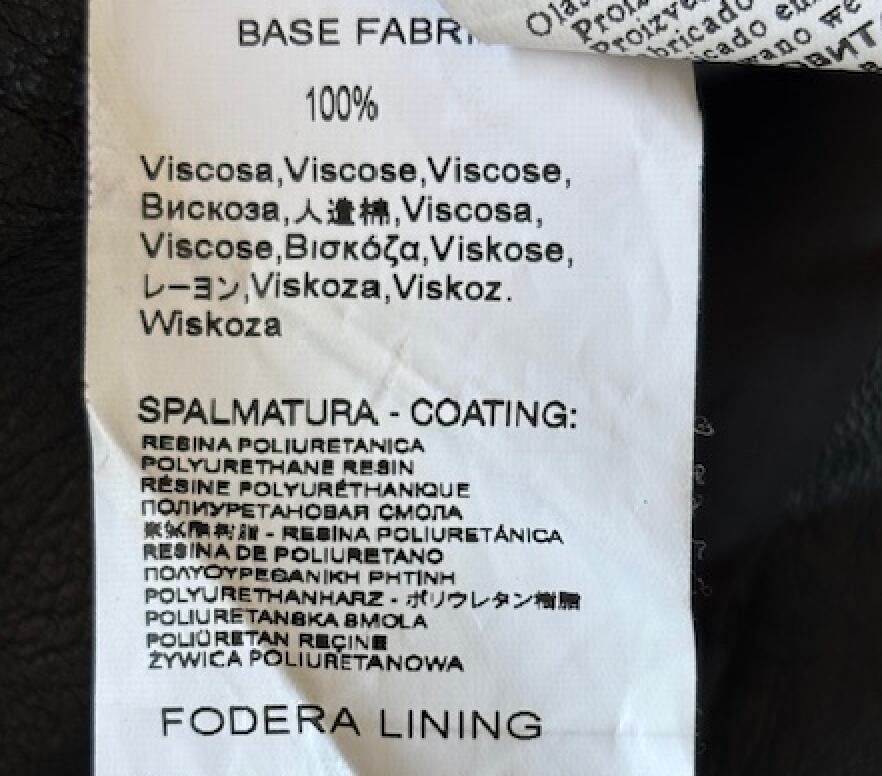 BASE FABRI
100%
Viscosa,Viscose,Viscose,
Вискоза,人造棉,Viscosa,
Viscose,Βισκόζα,Viskose,
レーヨン,Viskoza,Viskoz.
Wiskoza
SPALMATURA - COATING:
RESINA POLIURETANICA
POLYURETHANE RESIN
RÉSINE POLYURÉTHANIQUE
ПОЛИУРЕТАНОВАЯ СМОЛА
树脂 - RESINA POLIURETÁNICA
RESINA DE POLIURETANO
ΠΟΛΥΟΥΡΕΘΑΝΙΚΗ ΡΗΤΙΝΗ
POLYURETHANHARZ - ポリウレタン樹脂
POLIURETANSKA SMOLA
POLIÜRETAN REÇINE
ŻYWICA POLIURETANOWA
FODERA LINING